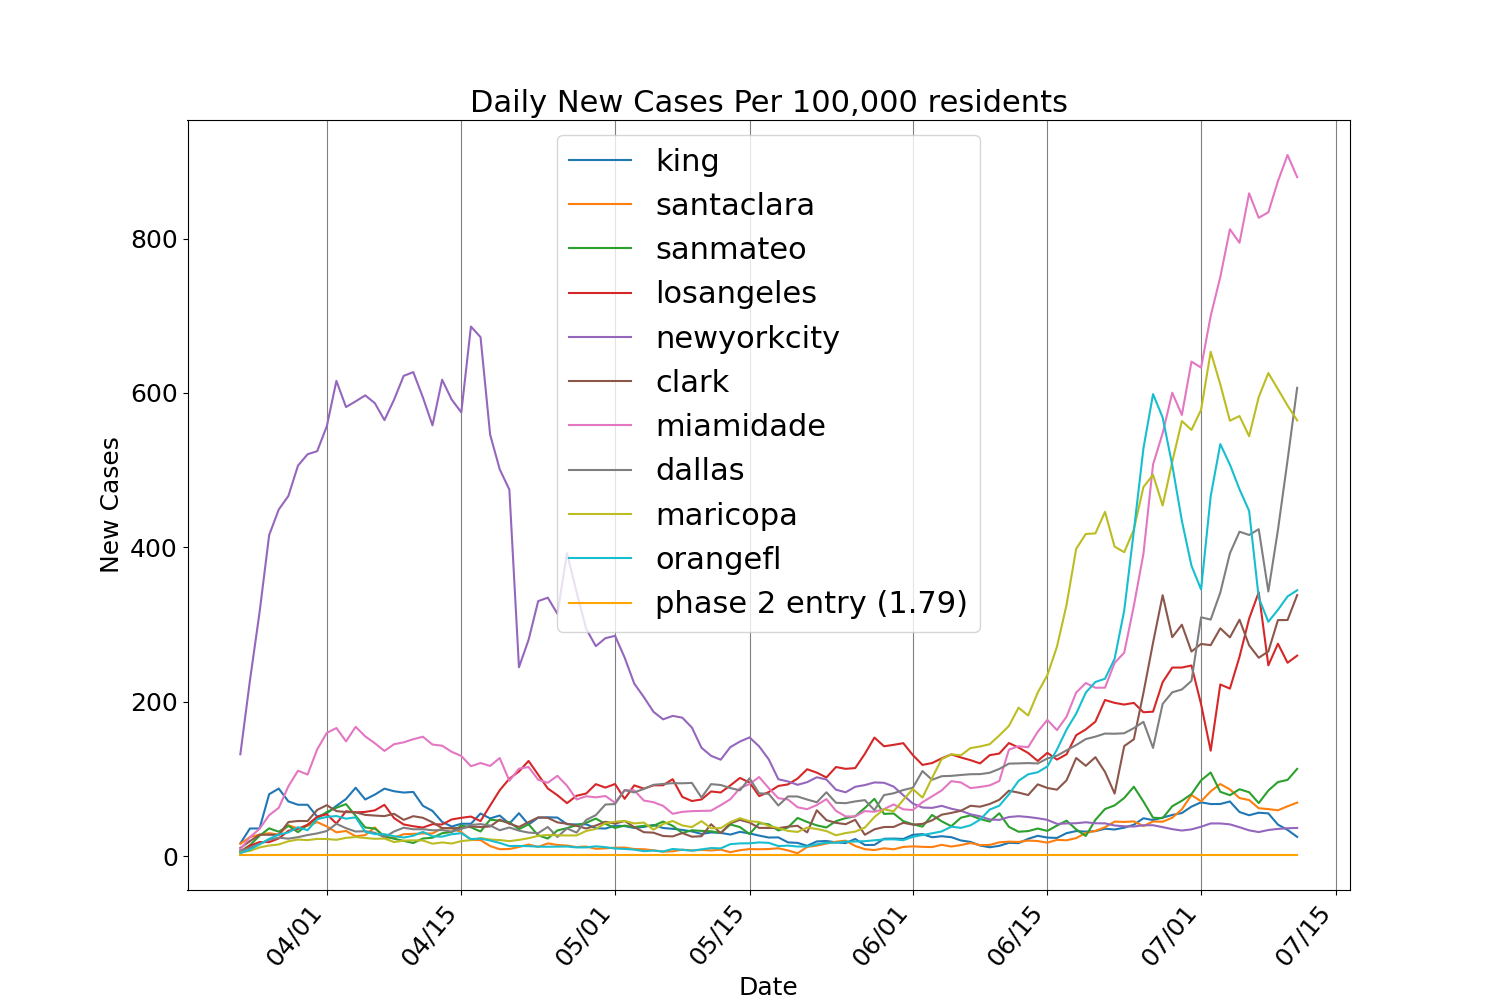 Daily New Cases Per 100,000 residents
king
santaclara
sanmateo
losangeles
newyorkcity
clark
miamidade
dallas
maricopa
orangefl
phase 2 entry (1.79)
New Cases
800
600
400
200
0
04/01
04/15
05/01
05/15
06/01
06/15
07/01
07/15
Date